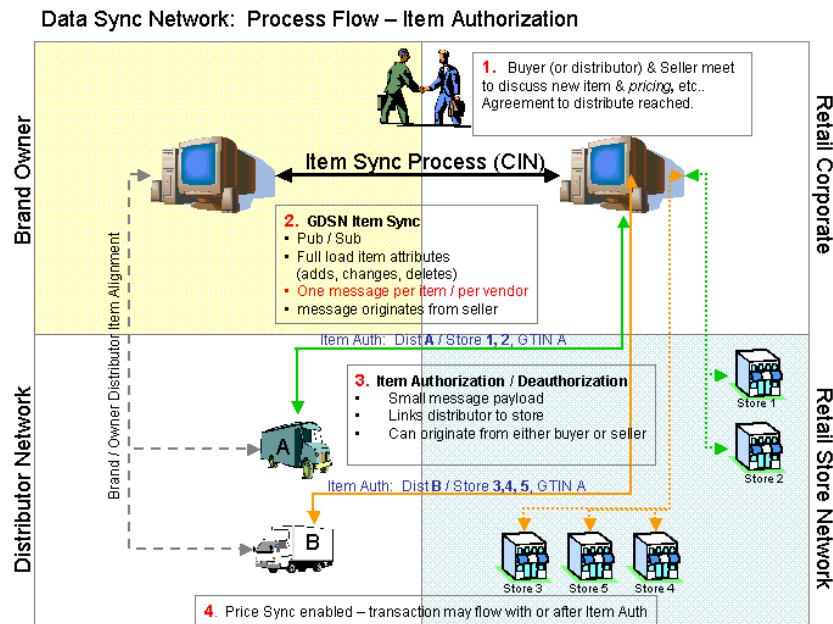 Data Sync Network: Process Flow – Item Authorization
1. Buyer (or distributor) & Seller meet
to discuss new item & pricing, etc..
Agreement to distribute reached.
Brand Owner
Retail Corporate
Item Sync Process (CIN)
2. GDSN Item Sync
▪ Pub / Sub
▪ Full load item attributes
(adds, changes, deletes)
▪ One message per item / per vendor
▪ message originates from seller
Brand / Owner Distributor Item Alignment
Item Auth: Dist A / Store 1, 2, GTIN A
3. Item Authorization / Deauthorization
▪ Small message payload
▪ Links distributor to store
▪ Can originate from either buyer or seller
Store 1
Store 2
Distributor Network
Retail Store Network
A
Item Auth: Dist B / Store 3,4, 5, GTIN A
B
Store 3
Store 5
Store 4
4. Price Sync enabled – transaction may flow with or after Item Auth